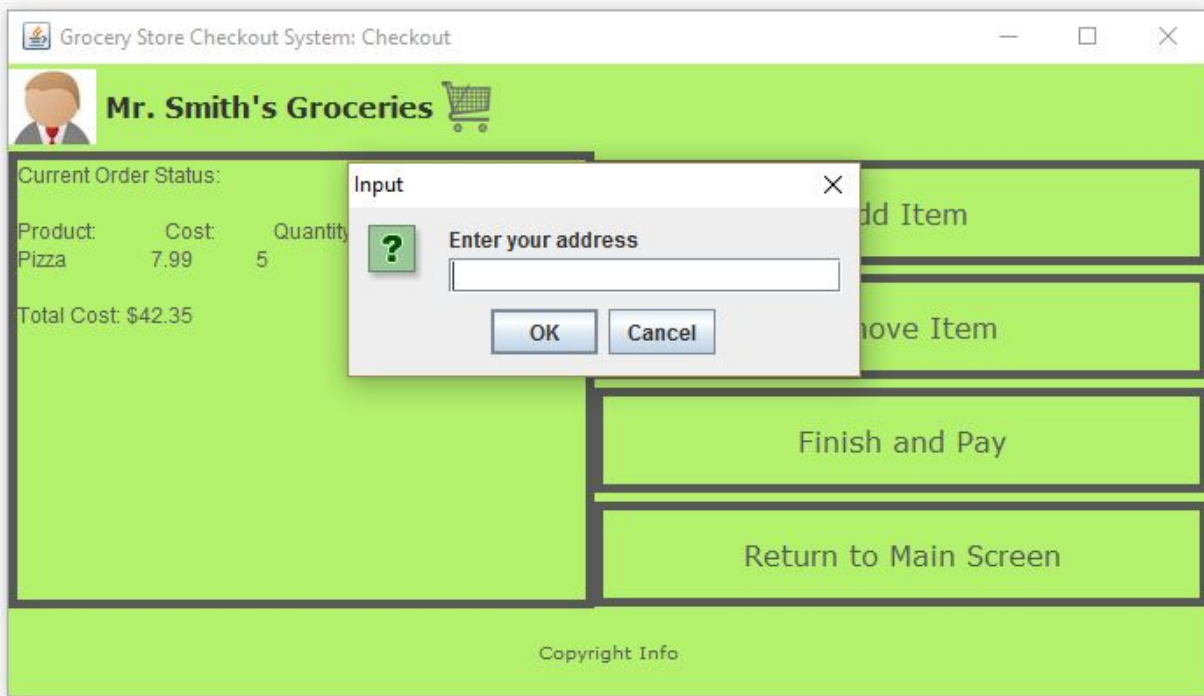 Grocery Store Checkout System: Checkout
Mr. Smith's Groceries
Current Order Status:
Product: Cost: Quantity
Pizza 7.99 5
Total Cost: $42.35
Input
?
Enter your address
OK Cancel
Item
Item
Finish and Pay
Return to Main Screen
Copyright Info